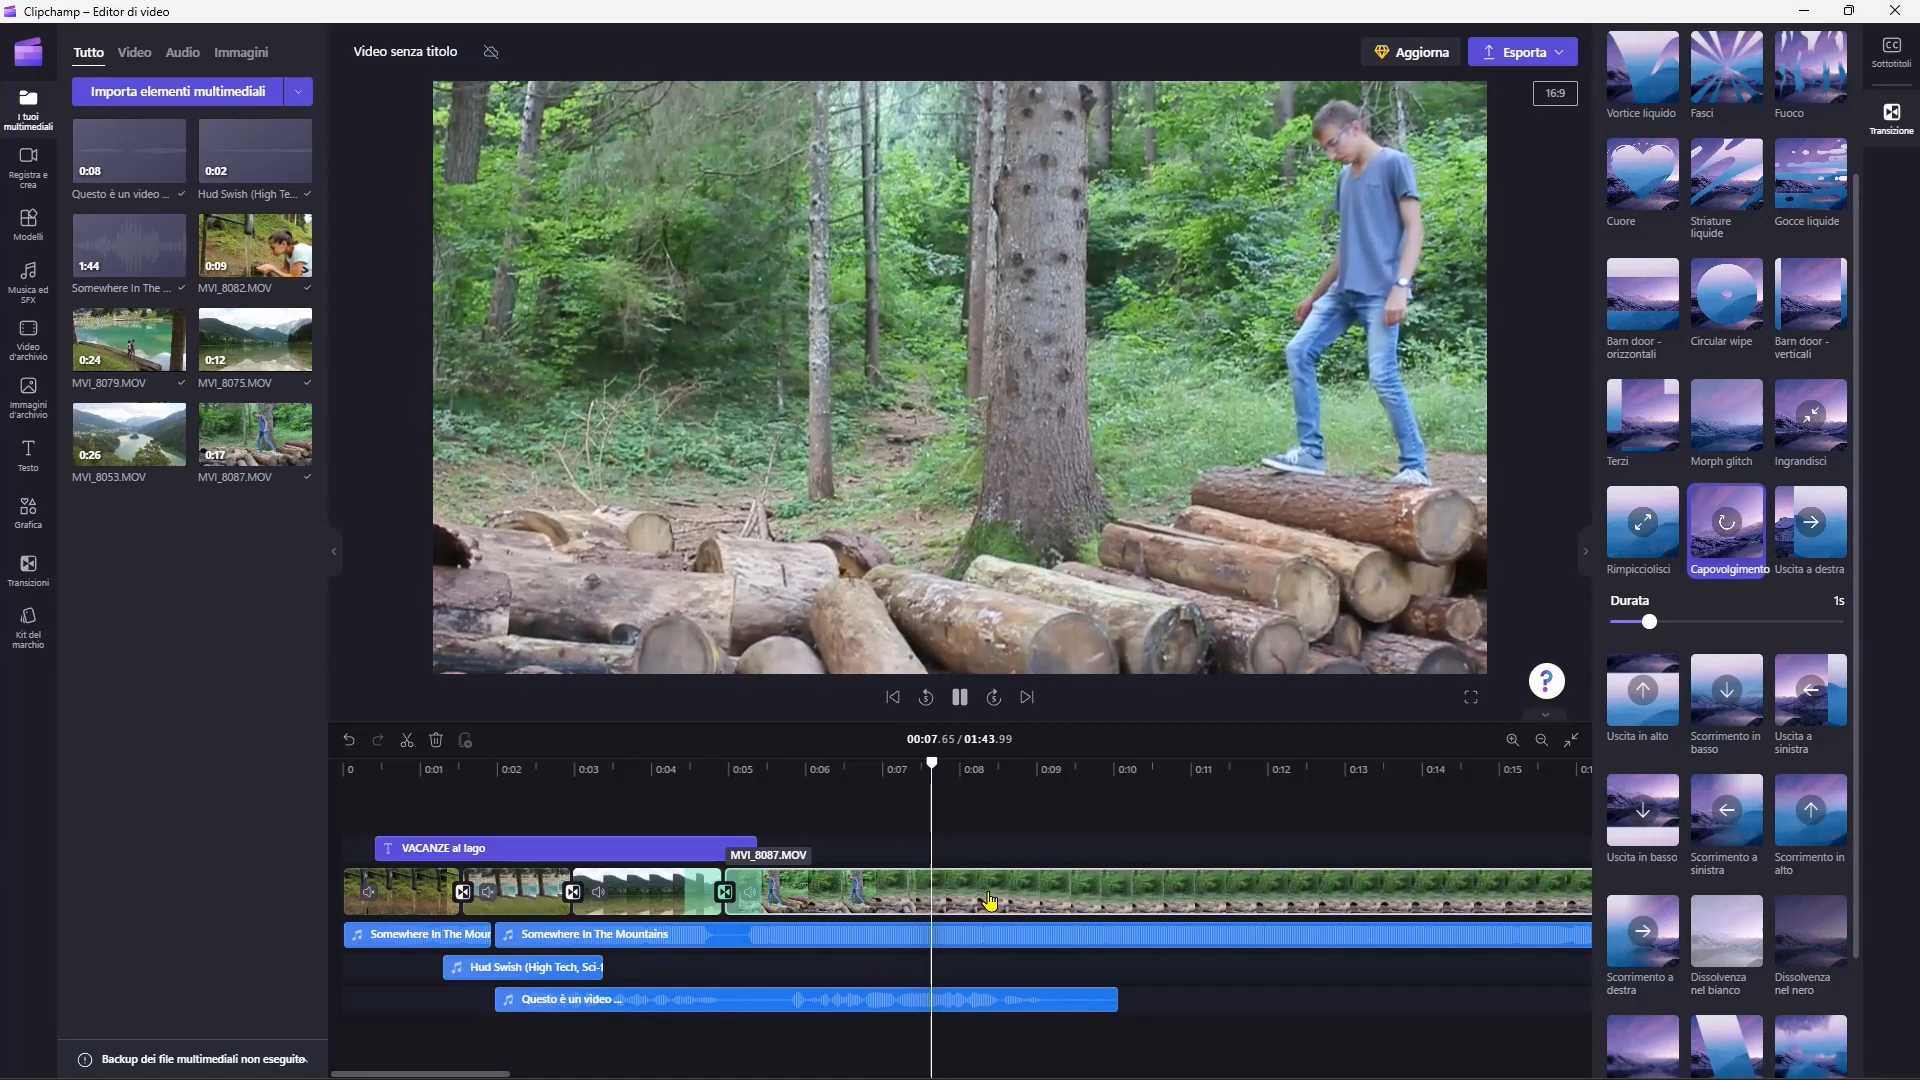 Clipchamp – Editor di video
Tutto Video Audio Immagini
Importa elementi multimediali
I tuoi
multimediali
Registra e
crea
Modelli
Musica ed
SFX
Video
d'archivio
Immagini
d'archivio
Testo
Grafica
Transizioni
Kit del
marchio
0:08
Questo è un video ...
0:02
Hud Swish (High Te...
1:44
Somewhere In The ...
0:09
MVI_8082.MOV
0:24
MVI_8079.MOV
0:12
MVI_8075.MOV
0:26
MVI_8053.MOV
0:17
MVI_8087.MOV
Backup dei file multimediali non eseguito
Video senza titolo
Aggiorna
Esporta
16:9
5
5
?
00:07.65 / 01:43.99
0 0:01 0:02 0:03 0:04 0:05 0:06 0:07 0:08 0:09 0:10 0:11 0:12 0:13 0:14 0:15 0:1
T VACANZE al lago
MVI_8087.MOV
Somewhere In The Mour
Somewhere In The Mountains
Hud Swish (High Tech, Sci-f
Questo è un video ...
Vortice liquido
Fasci
Fuoco
Cuore
Striature
liquide
Gocce liquide
Barn door -
orizzontali
Circular wipe
Barn door -
verticali
Terzi
Morph glitch
Ingrandisci
Rimpicciolisci
Capovolgimento
Uscita a destra
Durata 1s
Uscita in alto
Scorrimento in
basso
Uscita a
sinistra
Uscita in basso
Scorrimento a
sinistra
Scorrimento in
alto
Scorrimento a
destra
Dissolvenza
nel bianco
Dissolvenza
nel nero
CC
Sottotitoli
Transizione